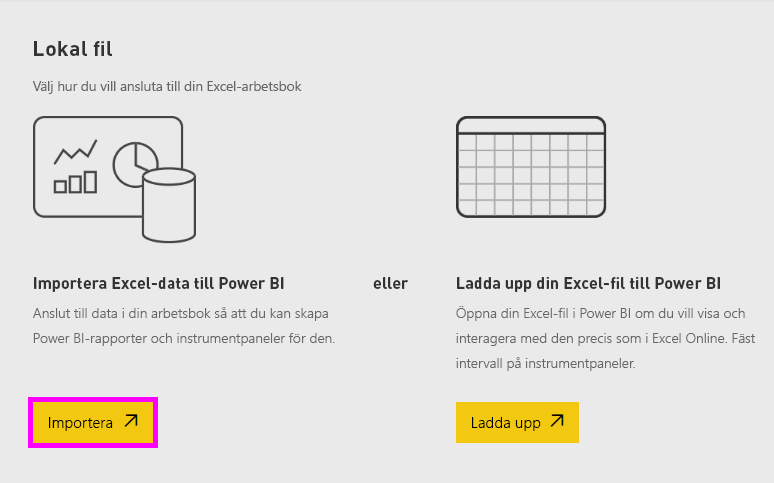 Lokal fil
Välj hur du vill ansluta till din Excel-arbetsbok
Importera Excel-data till Power BI
Anslut till data i din arbetsbok så att du kan skapa
Power BI-rapporter och instrumentpaneler för den.
Importera
eller
Ladda upp din Excel-fil till Power BI
Öppna din Excel-fil i Power BI om du vill visa och
interagera med den precis som i Excel Online. Fäst
intervall på instrumentpaneler.
Ladda upp